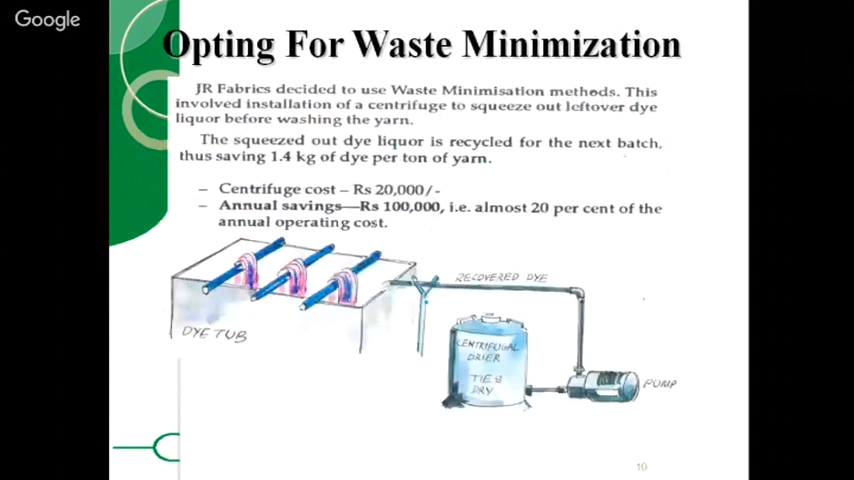 Google
Opting For Waste Minimization
JR Fabrics decided to use Waste Minimisation methods. This
involved installation of a centrifuge to squeeze out leftover dye
liquor before washing the yarn.
The squeezed out dye liquor is recycled for the next batch,
thus saving 1.4 kg of dye per ton of yarn.
– Centrifuge cost – Rs 20,000/-
– Annual savings—Rs 100,000, i.e. almost 20 per cent of the
annual operating cost.
RECOVERED DYE
DYE TUB
CENTRIFUGAL
DRIER
TIE &
DRY
PUMP
10